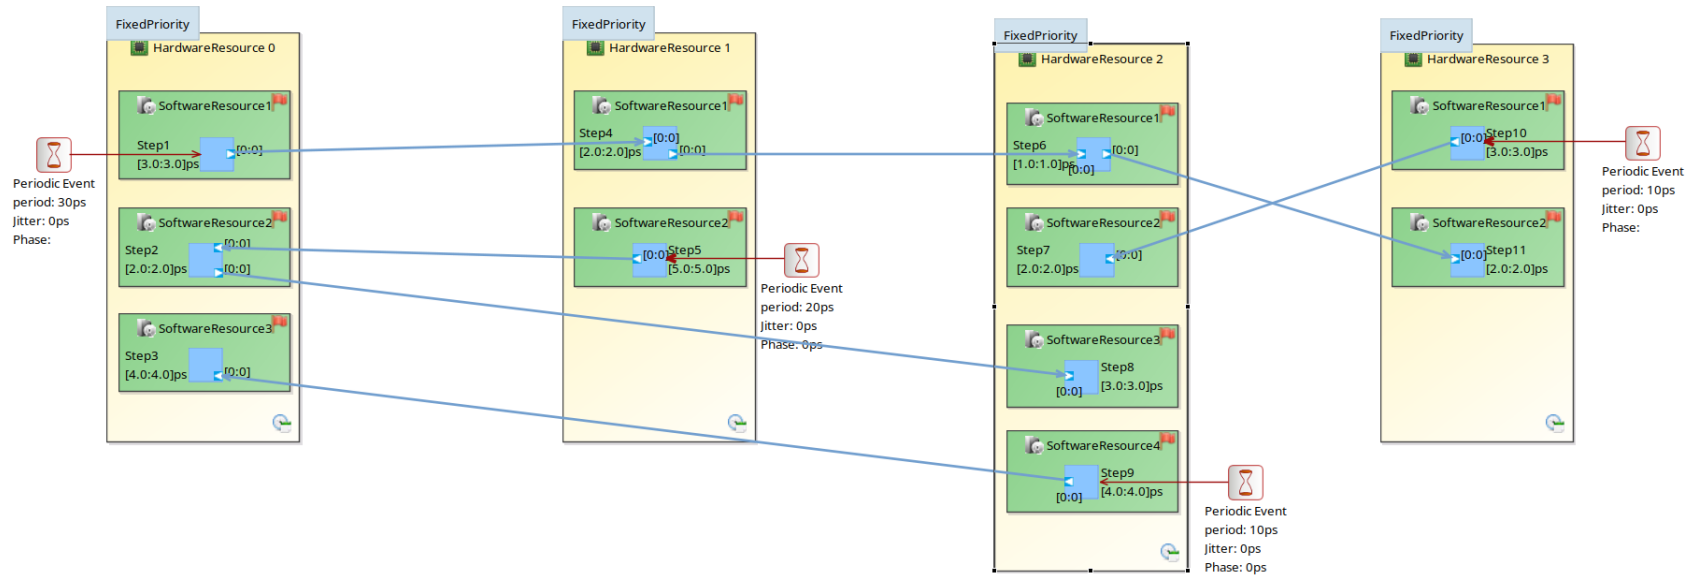 FixedPriority
HardwareResource 0
SoftwareResource1
Step1
[3.0:3.0]ps
[0:0]
Periodic Event
period: 30ps
Jitter: 0ps
Phase:
SoftwareResource2
Step2
[2.0:2.0]ps
[0:0]
[0:0]
SoftwareResource3
Step3
[4.0:4.0]ps
[0:0]
FixedPriority
HardwareResource 1
SoftwareResource1
Step4
[2.0:2.0]ps
[0:0]
[0:0]
SoftwareResource2
[0:0]
Step5
[5.0:5.0]ps
Periodic Event
period: 20ps
Jitter: 0ps
Phase: 0ps
FixedPriority
HardwareResource 2
SoftwareResource1
Step6
[1.0:1.0]ps
[0:0]
[0:0]
SoftwareResource2
Step7
[2.0:2.0]ps
[0:0]
SoftwareResource3
Step8
[3.0:3.0]ps
[0:0]
SoftwareResource4
Step9
[4.0:4.0]ps
[0:0]
Periodic Event
period: 10ps
Jitter: 0ps
Phase: 0ps
FixedPriority
HardwareResource 3
SoftwareResource1
[0:0]
Step10
[3.0:3.0]ps
Periodic Event
period: 10ps
Jitter: 0ps
Phase:
SoftwareResource2
[0:0]
Step11
[2.0:2.0]ps